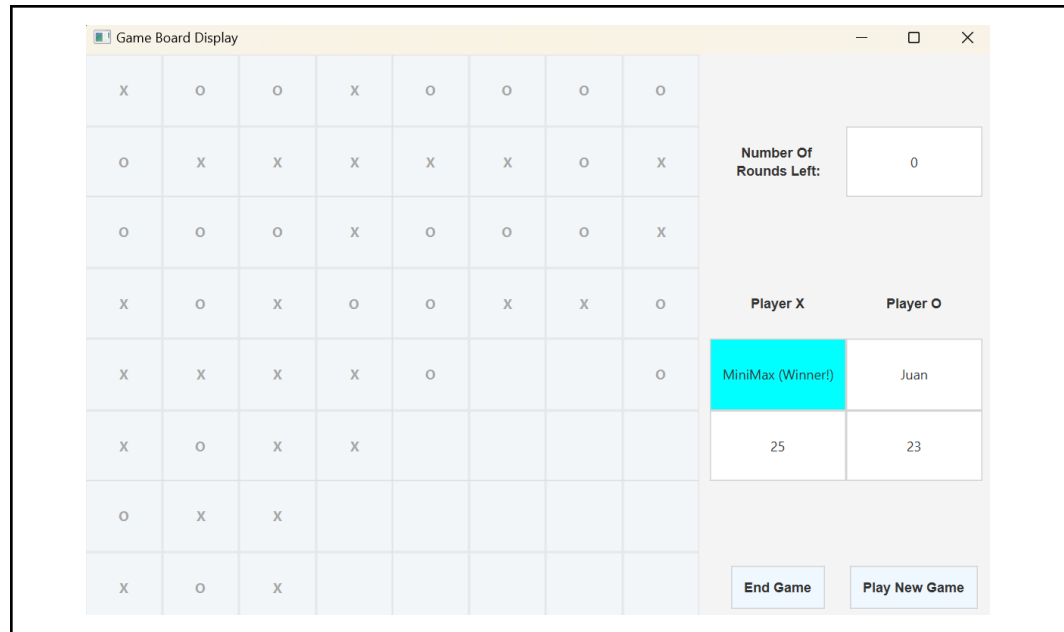 Game Board Display
X O O X O O O O
O X X X X X O X
Number Of
Rounds Left:
0
O O O X O O O X
X O X O O X X O
Player X Player O
X X X X O O
MiniMax (Winner!) Juan
X O X X
25 23
O X X
X O X
End Game Play New Game